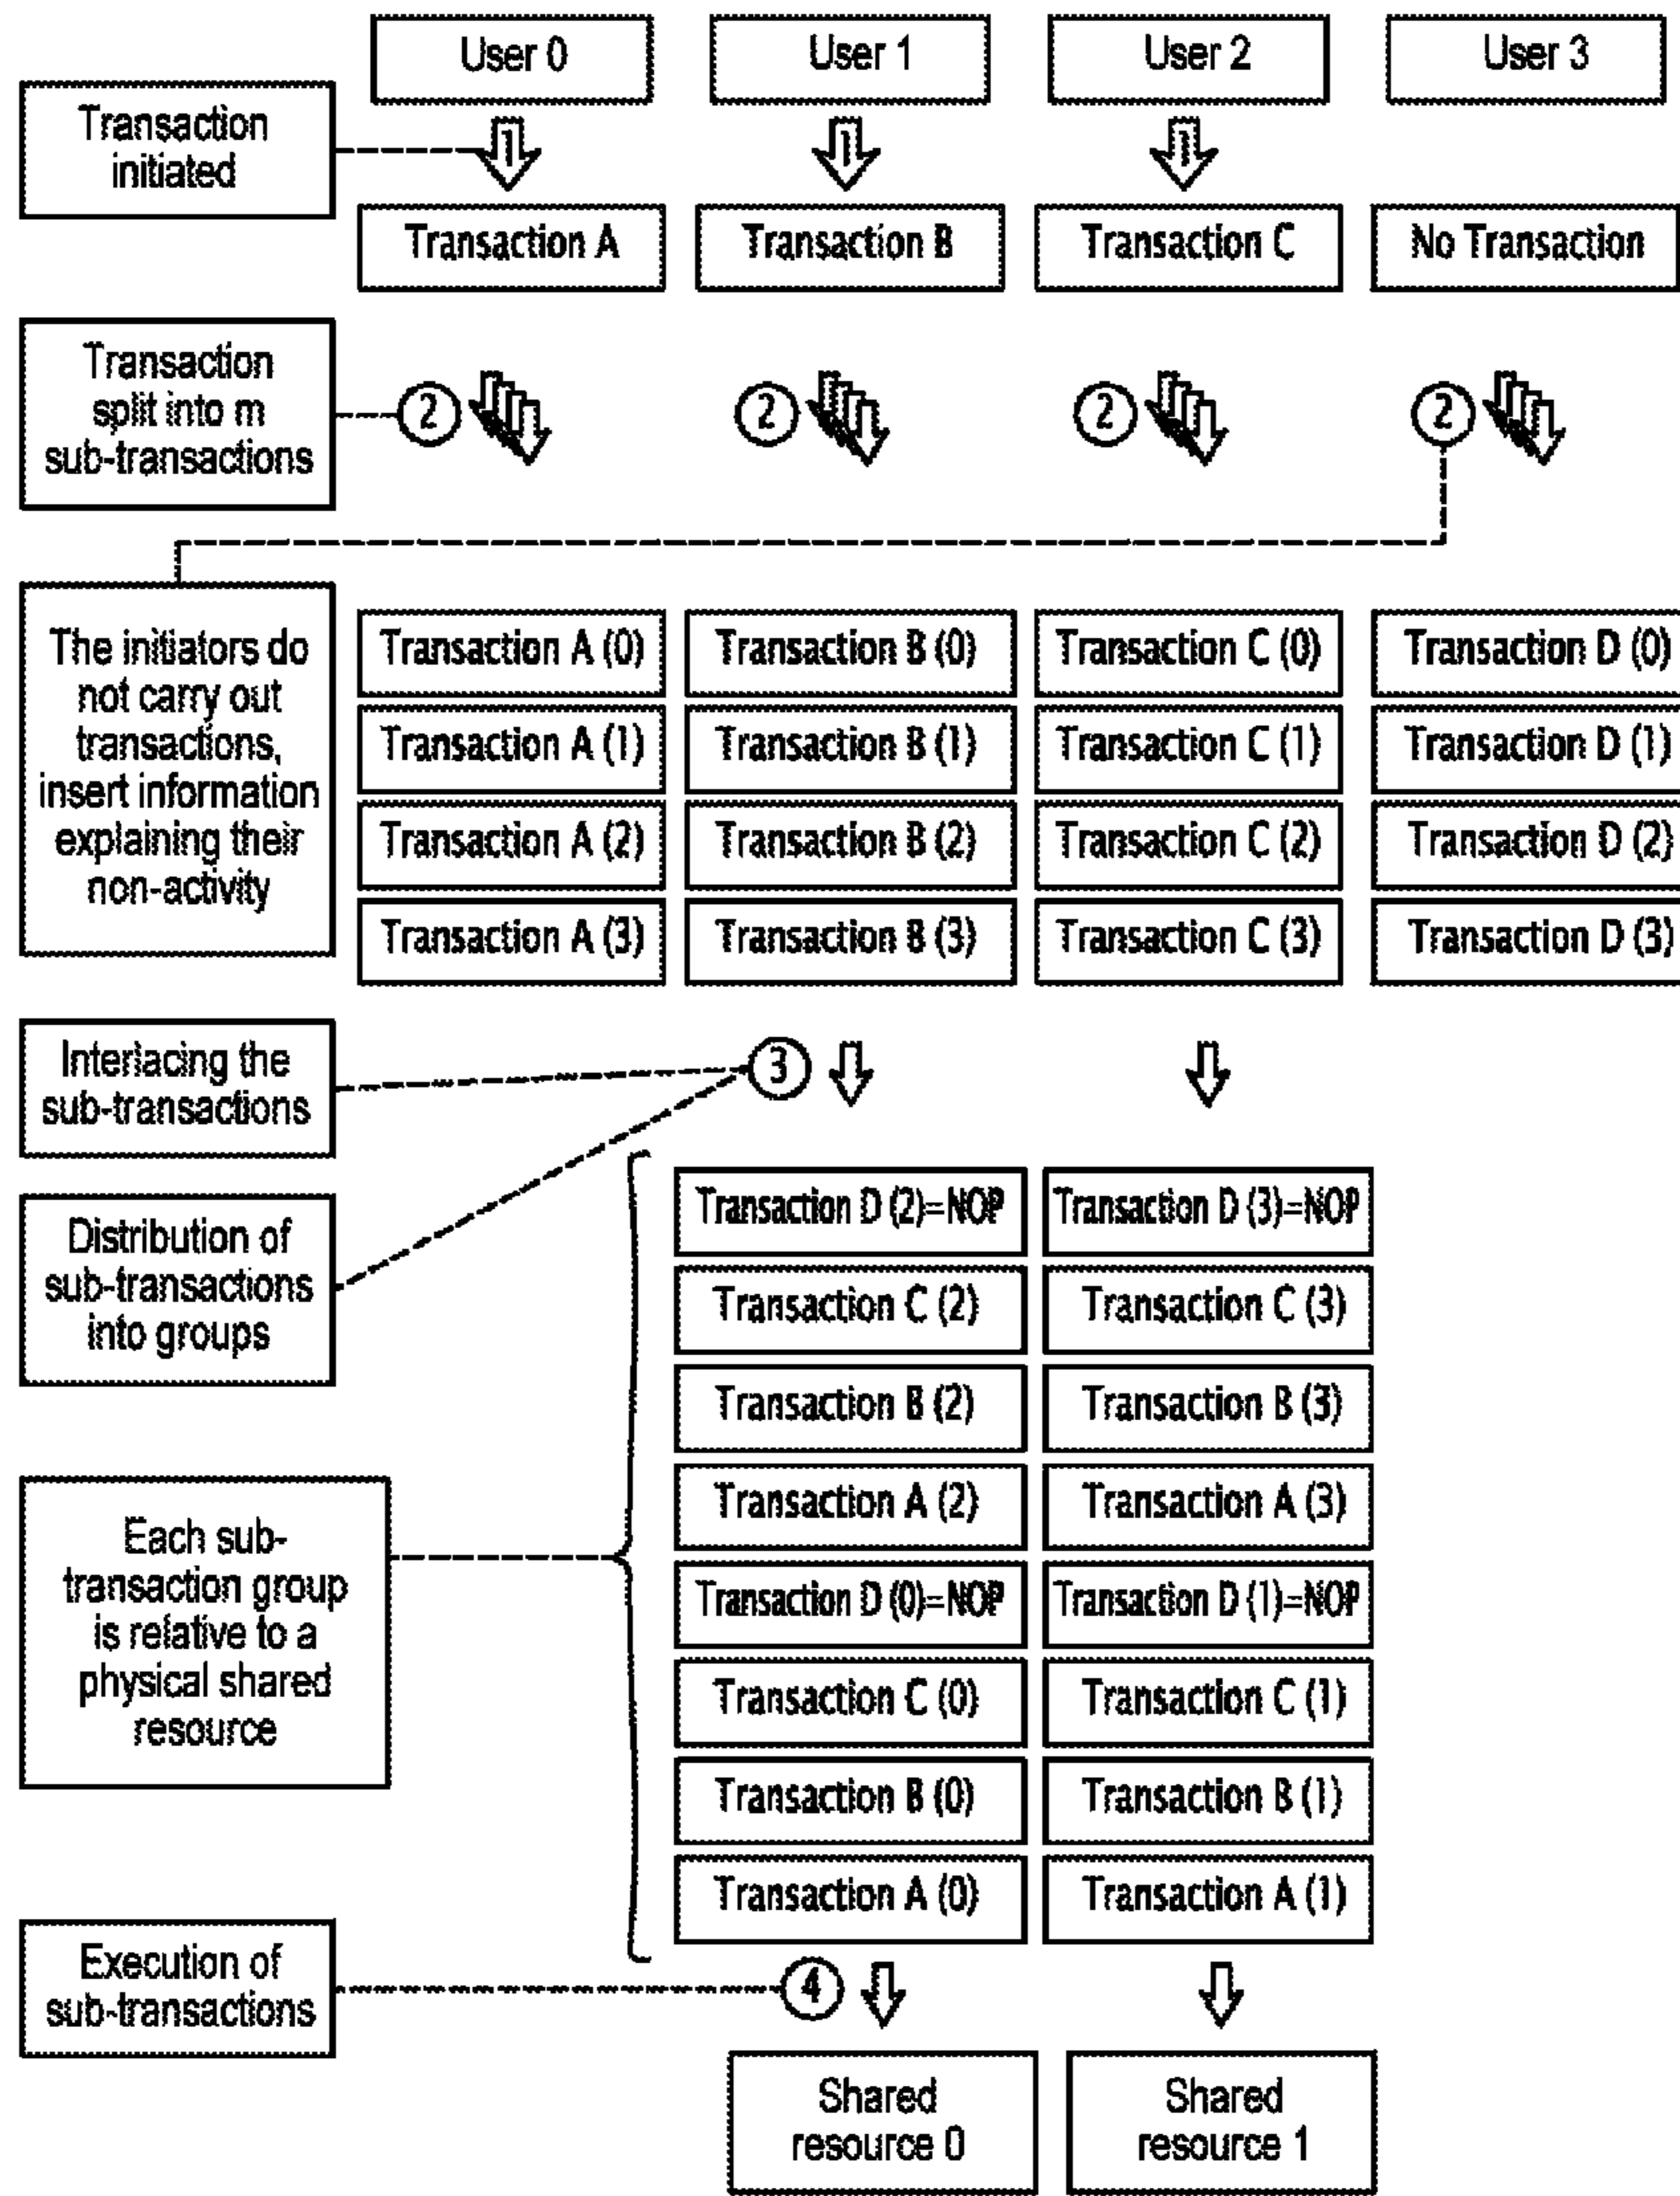 User 0
User 1
User 2
User 3
Transaction
initiated
1
1
1
Transaction A
Transaction B
Transaction C
No Transaction
Transaction
split into m
sub-transactions
2
2
2
2
The initiators do
not carry out
transactions,
insert information
explaining their
non-activity
Transaction A (0)
Transaction B (0)
Transaction C (0)
Transaction D (0)
Transaction A (1)
Transaction B (1)
Transaction C (1)
Transaction D (1)
Transaction A (2)
Transaction B (2)
Transaction C (2)
Transaction D (2)
Transaction A (3)
Transaction B (3)
Transaction C (3)
Transaction D (3)
Interlacing the
sub-transactions
3
Distribution of
sub-transactions
into groups
Transaction D (2)=NOP
Transaction D (3)=NOP
Transaction C (2)
Transaction C (3)
Transaction B (2)
Transaction B (3)
Transaction A (2)
Transaction A (3)
Each sub-
transaction group
is relative to a
physical shared
resource
Transaction D (0)=NOP
Transaction D (1)=NOP
Transaction C (0)
Transaction C (1)
Transaction B (0)
Transaction B (1)
Transaction A (0)
Transaction A (1)
Execution of
sub-transactions
4
Shared
resource 0
Shared
resource 1